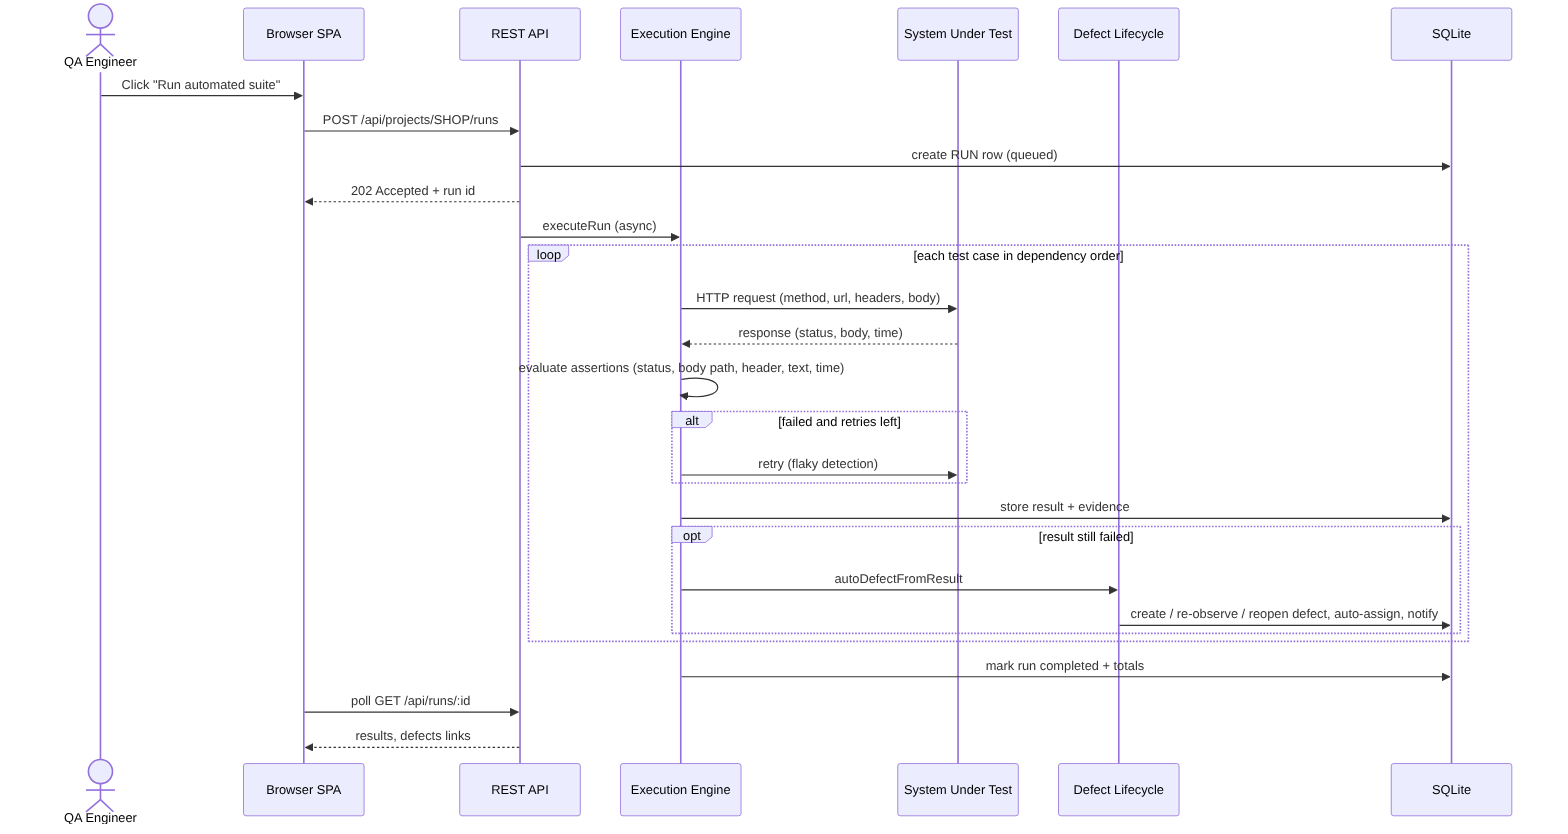 QA Engineer
Browser SPA
REST API
Execution Engine
System Under Test
Defect Lifecycle
SQLite
Click "Run automated suite"
POST /api/projects/SHOP/runs
create RUN row (queued)
202 Accepted + run id
executeRun (async)
loop
[each test case in dependency order]
HTTP request (method, url, headers, body)
response (status, body, time)
evaluate assertions (status, body path, header, text, time)
alt
[failed and retries left]
retry (flaky detection)
store result + evidence
opt
[result still failed]
autoDefectFromResult
create / re-observe / reopen defect, auto-assign, notify
mark run completed + totals
poll GET /api/runs/:id
results, defects links
QA Engineer
Browser SPA
REST API
Execution Engine
System Under Test
Defect Lifecycle
SQLite